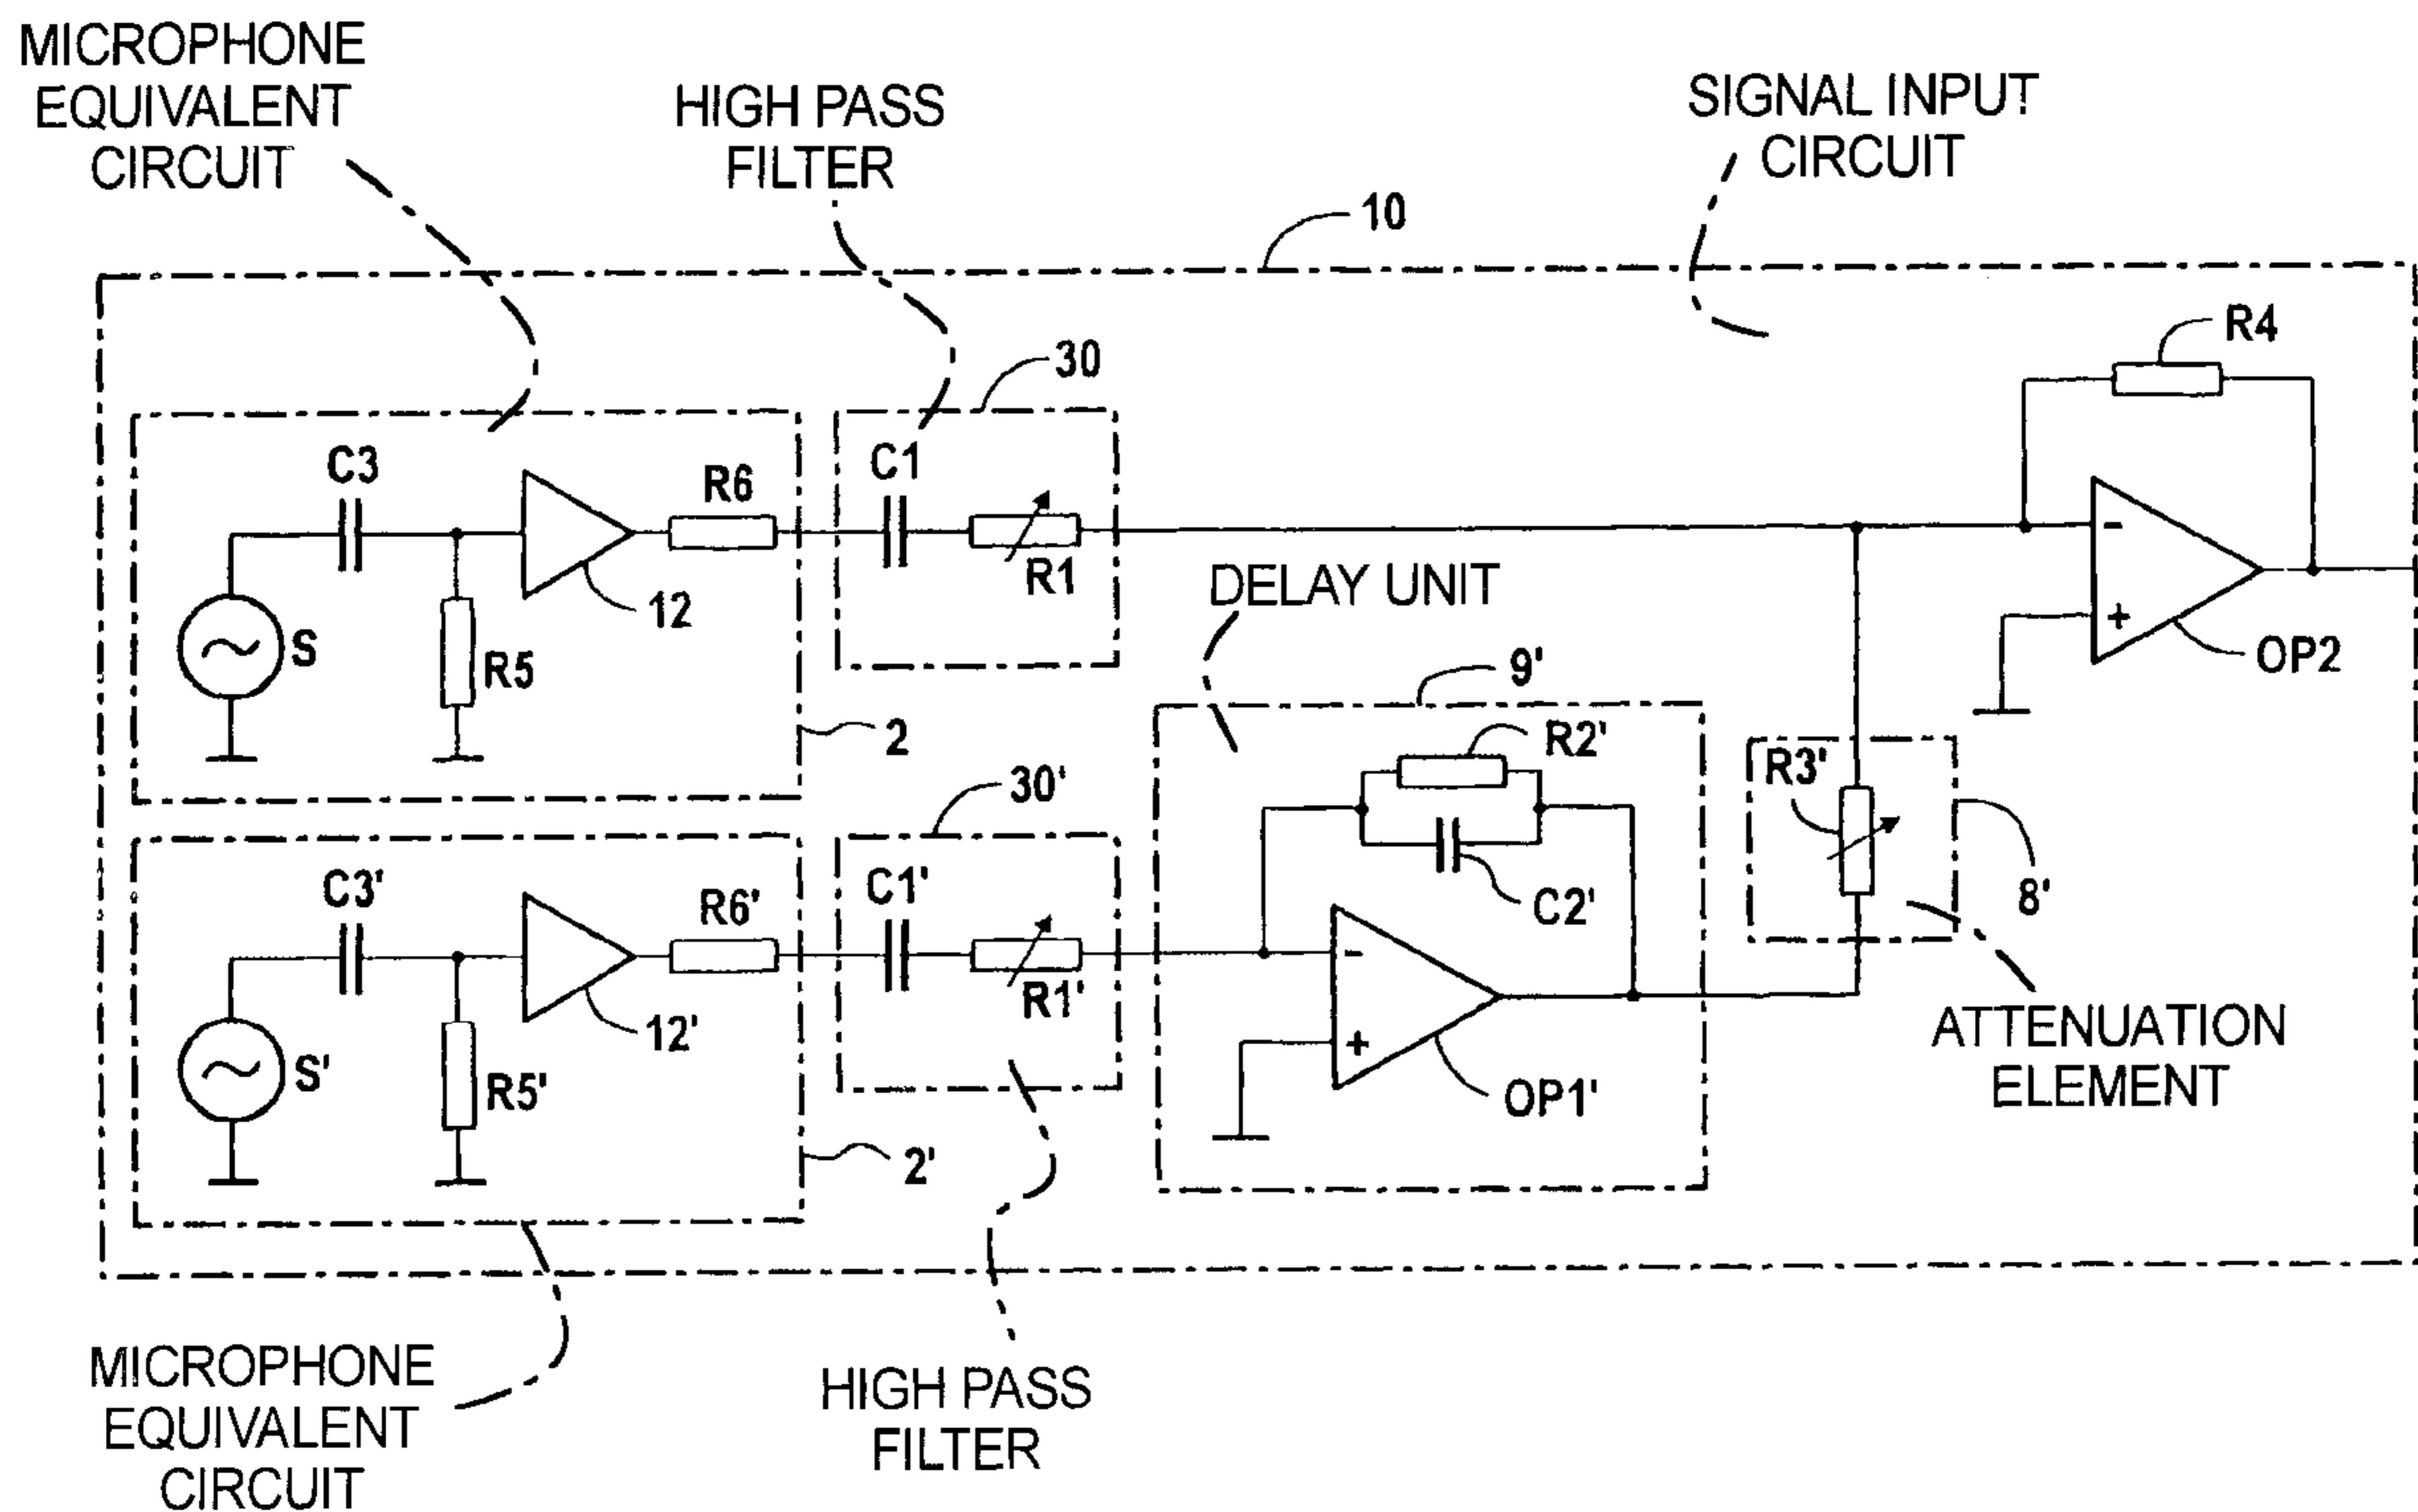 MICROPHONE
EQUIVALENT
CIRCUIT
HIGH PASS
FILTER
SIGNAL INPUT
CIRCUIT
10
30
R4
C3
R6
C1
R1
12
S
R5
2
-
+
OP2
DELAY UNIT
9'
R2'
C2'
R3'
8'
30'
C3'
R6'
C1'
R1'
12'
S'
R5'
2'
-
+
OP1'
ATTENUATION
ELEMENT
MICROPHONE
EQUIVALENT
CIRCUIT
HIGH PASS
FILTER